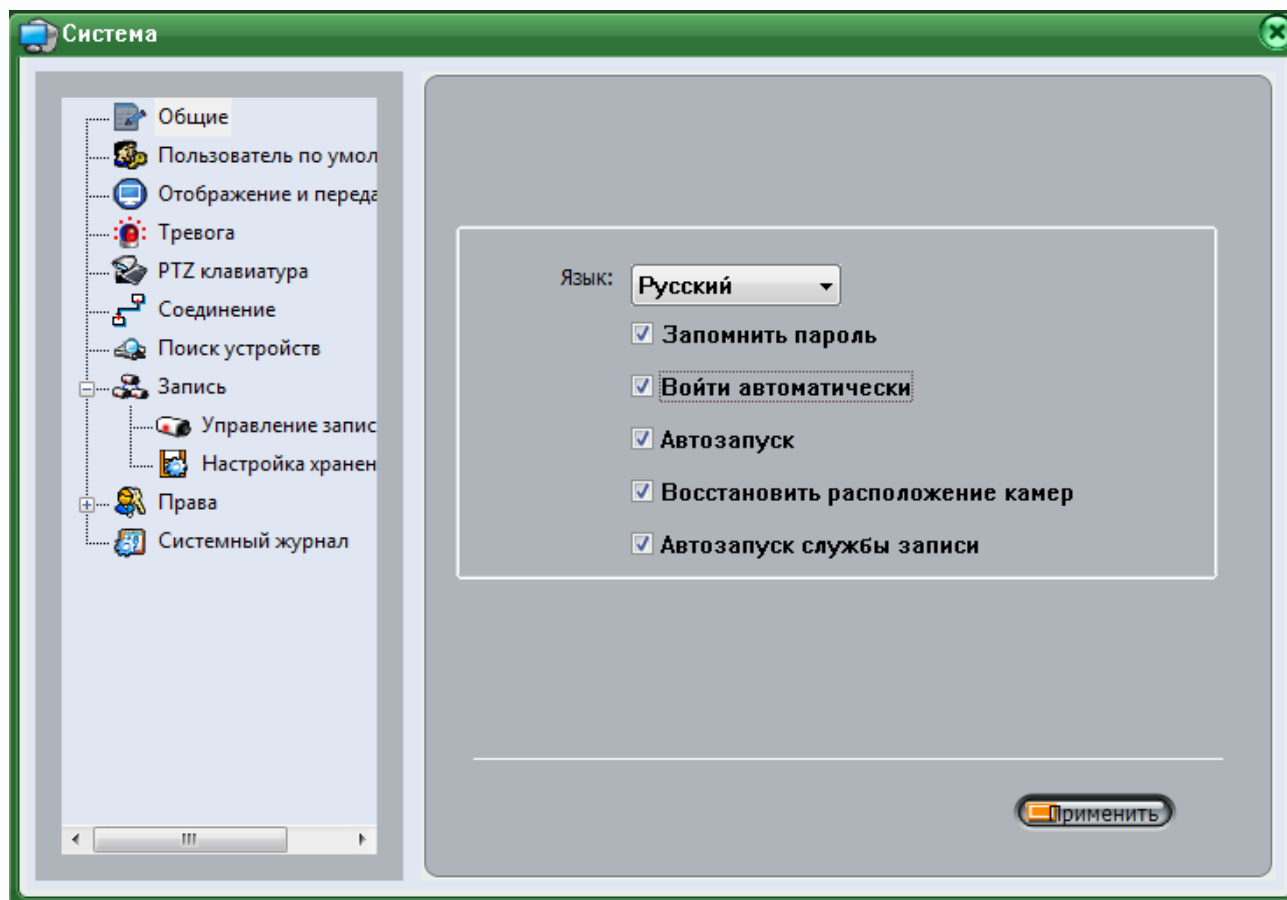 Система
Общие
Пользователь по умол
Отображение и переда
Тревога
PTZ клавиатура
Соединение
Поиск устройств
Запись
Управление запис
Настройка хранен
Права
Системный журнал
Язык:
Русский
Запомнить пароль
Войти автоматически
Автозапуск
Восстановить расположение камер
Автозапуск службы записи
Применить